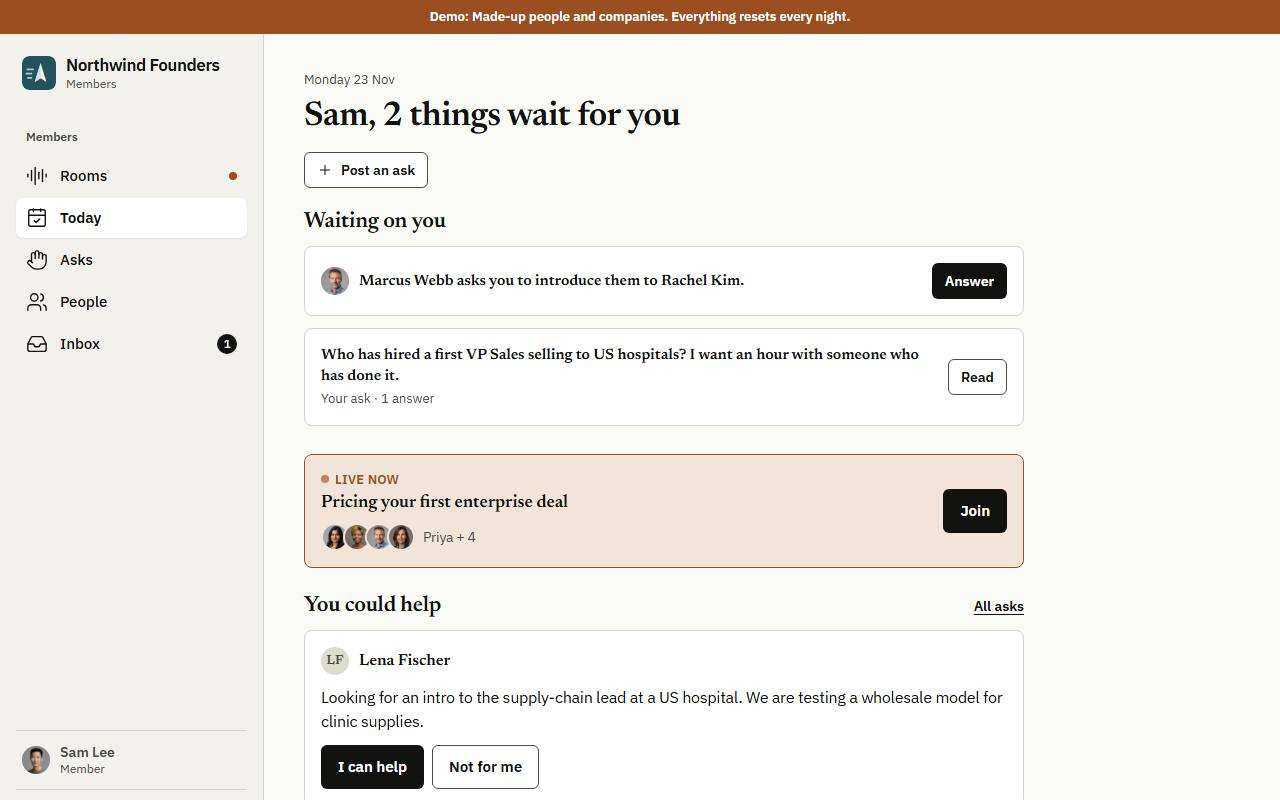 Demo: Made-up people and companies. Everything resets every night.
Northwind Founders
Members
Members
Rooms
Today
Asks
People
Inbox
1
Sam Lee
Member
Monday 23 Nov
Sam, 2 things wait for you
Post an ask
Waiting on you
Marcus Webb asks you to introduce them to Rachel Kim.
Answer
Who has hired a first VP Sales selling to US hospitals? I want an hour with someone who
has done it.
Your ask · 1 answer
Read
LIVE NOW
Pricing your first enterprise deal
Priya + 4
Join
You could help
All asks
LF
Lena Fischer
Looking for an intro to the supply-chain lead at a US hospital. We are testing a wholesale model for
clinic supplies.
I can help
Not for me